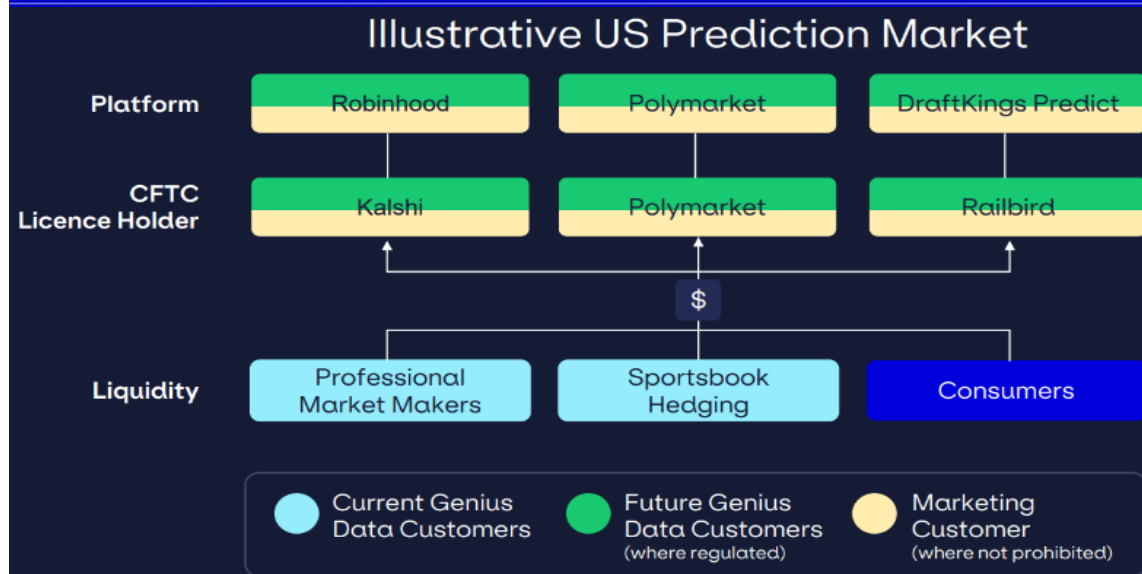 Illustrative US Prediction Market
Platform
Robinhood
Polymarket
DraftKings Predict
CFTC
Licence Holder
Kalshi
Polymarket
Railbird
$
Liquidity
Professional
Market Makers
Sportsbook
Hedging
Consumers
Current Genius
Data Customers
Future Genius
Data Customers
(where regulated)
Marketing
Customer
(where not prohibited)